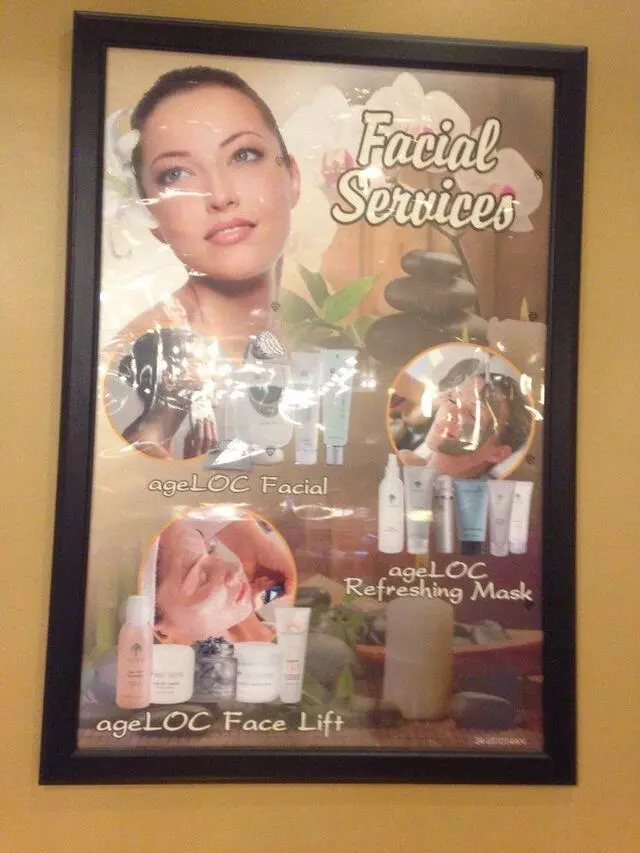 Facial
Services
ageLOC Facial
ageLOC
Refreshing Mask
ageLOC Face Lift